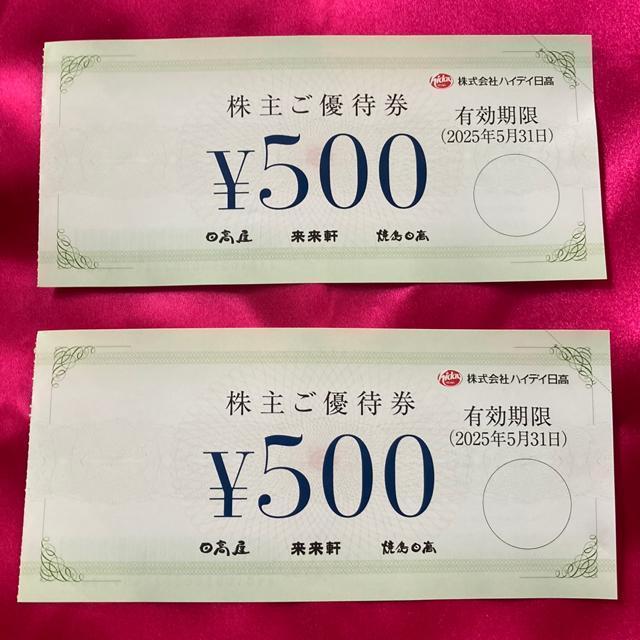 Hiday 株式会社ハイデイ日高
株主ご優待券
有効期限
(2025年5月31日)
¥500
日高屋 来来軒 焼鳥日高
Hiday 株式会社ハイデイ日高
株主ご優待券
有効期限
(2025年5月31日)
¥500
日高屋 来来軒 焼鳥日高